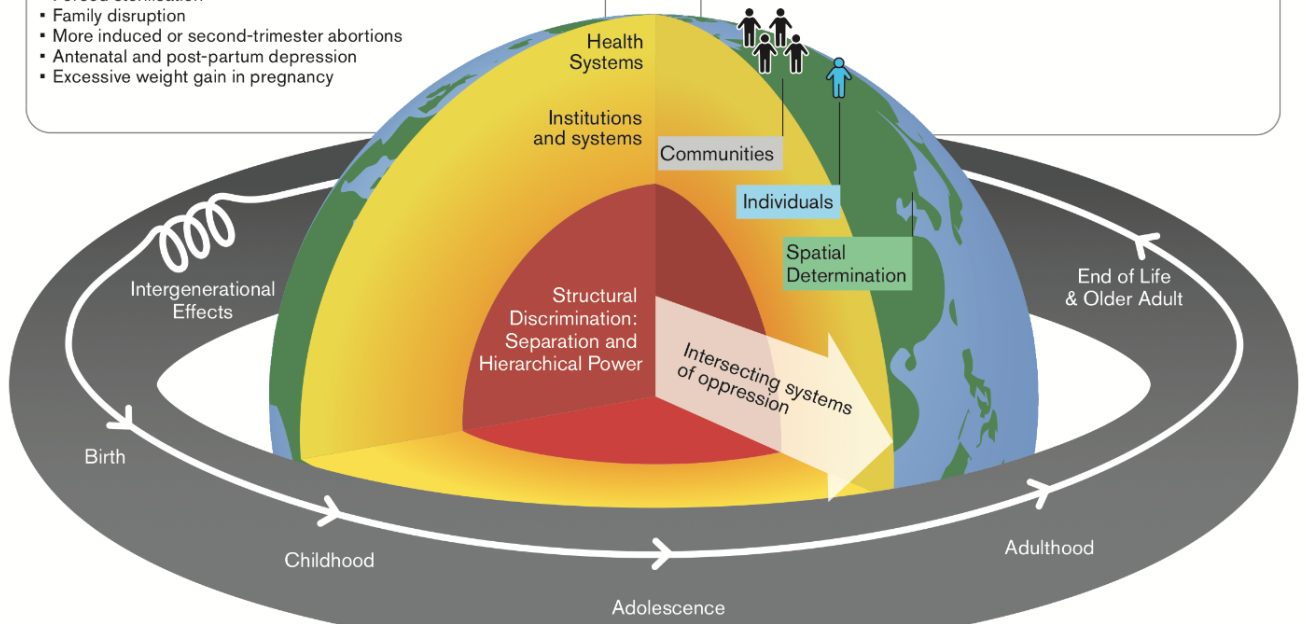 ▪ Family disruption
▪ More induced or second-trimester abortions
▪ Antenatal and post-partum depression
▪ Excessive weight gain in pregnancy
Health
Systems
Institutions
and systems
Communities
Individuals
Spatial
Determination
Structural
Discrimination:
Separation and
Hierarchical Power
Intersecting systems
of oppression
Intergenerational
Effects
Birth
Childhood
Adolescence
Adulthood
End of Life
& Older Adult